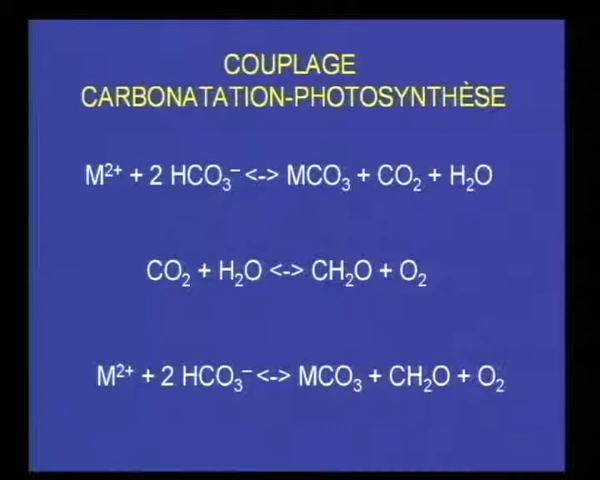 COUPLAGE
CARBONATATION-PHOTOSYNTHÈSE
M²⁺ + 2 HCO₃⁻ <-> MCO₃ + CO₂ + H₂O
CO₂ + H₂O <-> CH₂O + O₂
M²⁺ + 2 HCO₃⁻ <-> MCO₃ + CH₂O + O₂